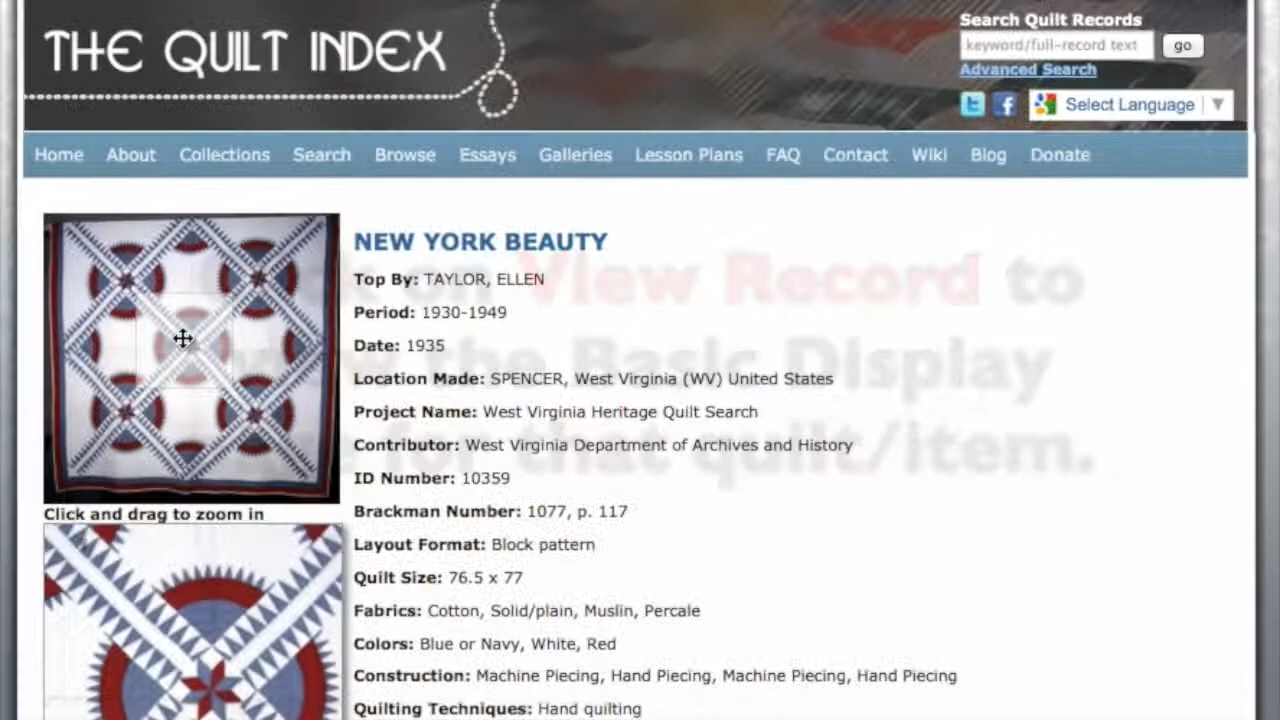 THE QUILT INDEX
Search Quilt Records
keyword/full-record text go
Advanced Search
Select Language
Home About Collections Search Browse Essays Galleries Lesson Plans FAQ Contact Wiki Blog Donate
NEW YORK BEAUTY
Top By: TAYLOR, ELLEN
Period: 1930-1949
Date: 1935
Location Made: SPENCER, West Virginia (WV) United States
Project Name: West Virginia Heritage Quilt Search
Contributor: West Virginia Department of Archives and History
ID Number: 10359
Brackman Number: 1077, p. 117
Layout Format: Block pattern
Quilt Size: 76.5 x 77
Fabrics: Cotton, Solid/plain, Muslin, Percale
Colors: Blue or Navy, White, Red
Construction: Machine Piecing, Hand Piecing, Machine Piecing, Hand Piecing
Quilting Techniques: Hand quilting
Click and drag to zoom in
on View Record to
the Basic Display
for that quilt/item.